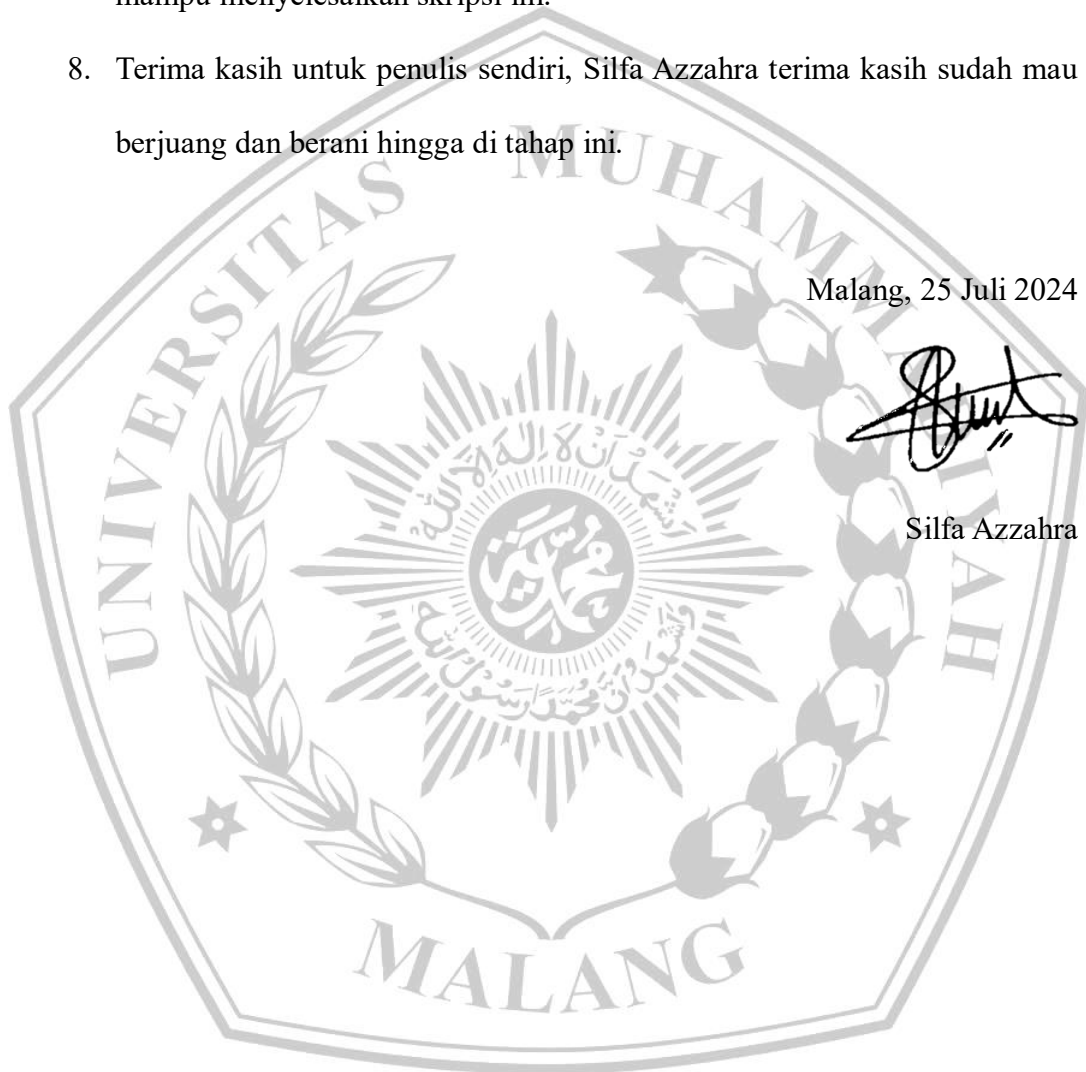 mampu menyelesaikan skripsi ini.
8. Terima kasih untuk penulis sendiri, Silfa Azzahra terima kasih sudah mau
berjuang dan berani hingga di tahap ini.
UNIVERSITAS MUHAMMADIYAH
Malang, 25 Juli 2024
Silfa Azzahra
MALANG